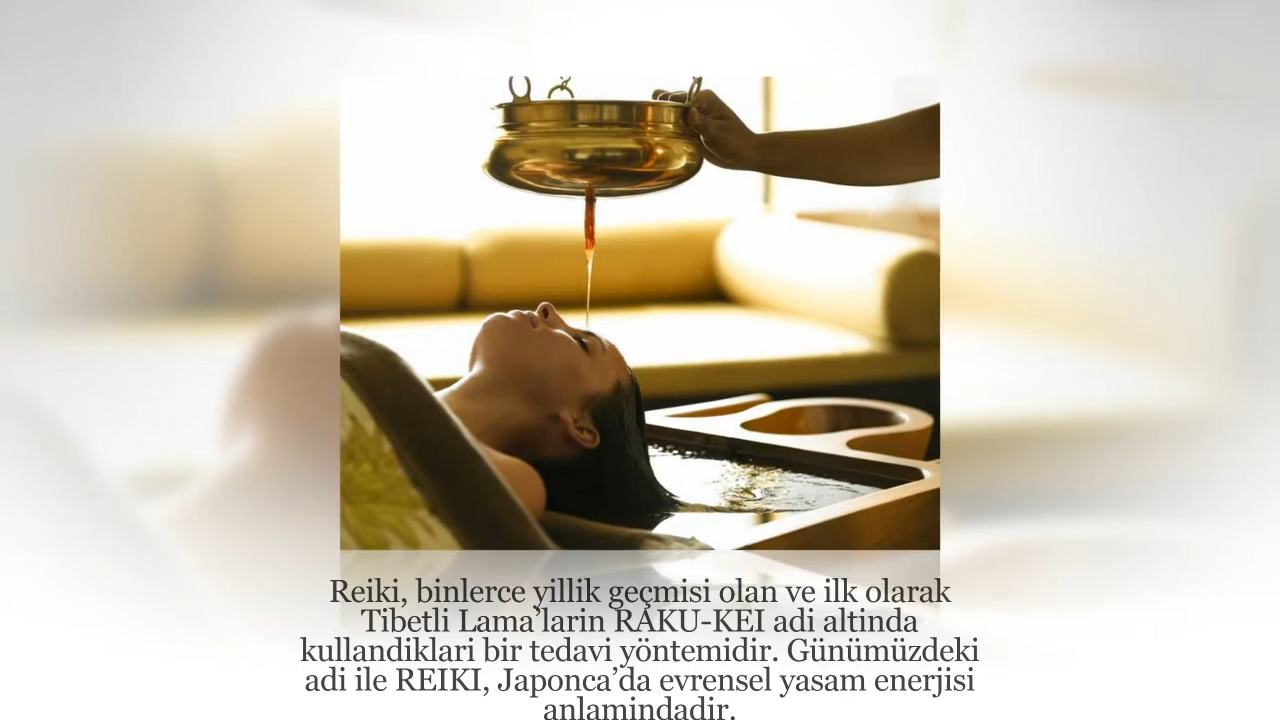 Reiki, binlerce yillik geçmisi olan ve ilk olarak
Tibetli Lama’larin RAKU-KEI adi altinda
kullandiklari bir tedavi yöntemidir. Günümüzdeki
adi ile REIKI, Japonca’da evrensel yasam enerjisi
anlamindadir.